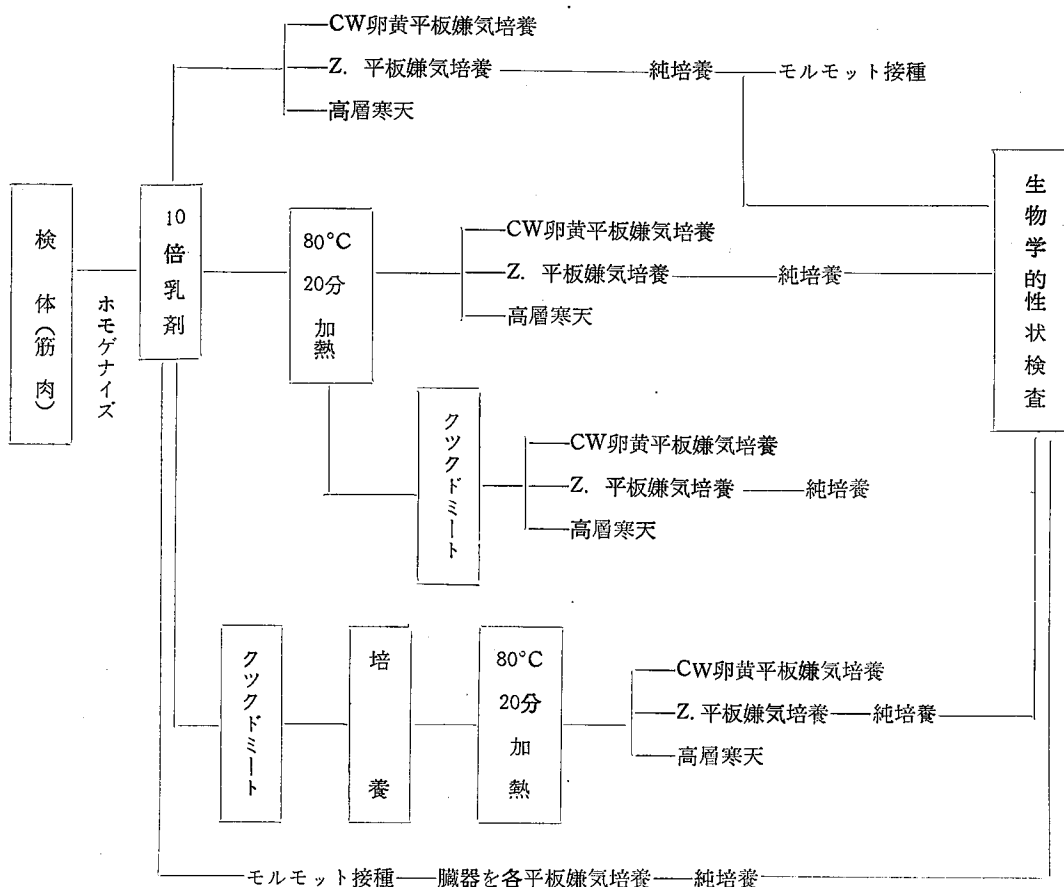 CW卵黄平板嫌気培養
Z. 平板嫌気培養 純培養 モルモット接種
高層寒天
検体(筋肉)
ホモゲナイズ
10倍乳剤
80°C
20分
加熱
CW卵黄平板嫌気培養
Z. 平板嫌気培養 純培養
高層寒天
生物学的性状検査
クックドミート
CW卵黄平板嫌気培養
Z. 平板嫌気培養 純培養
高層寒天
クックドミート
培養
80°C
20分
加熱
CW卵黄平板嫌気培養
Z. 平板嫌気培養 純培養
高層寒天
モルモット接種 臓器を各平板嫌気培養 純培養